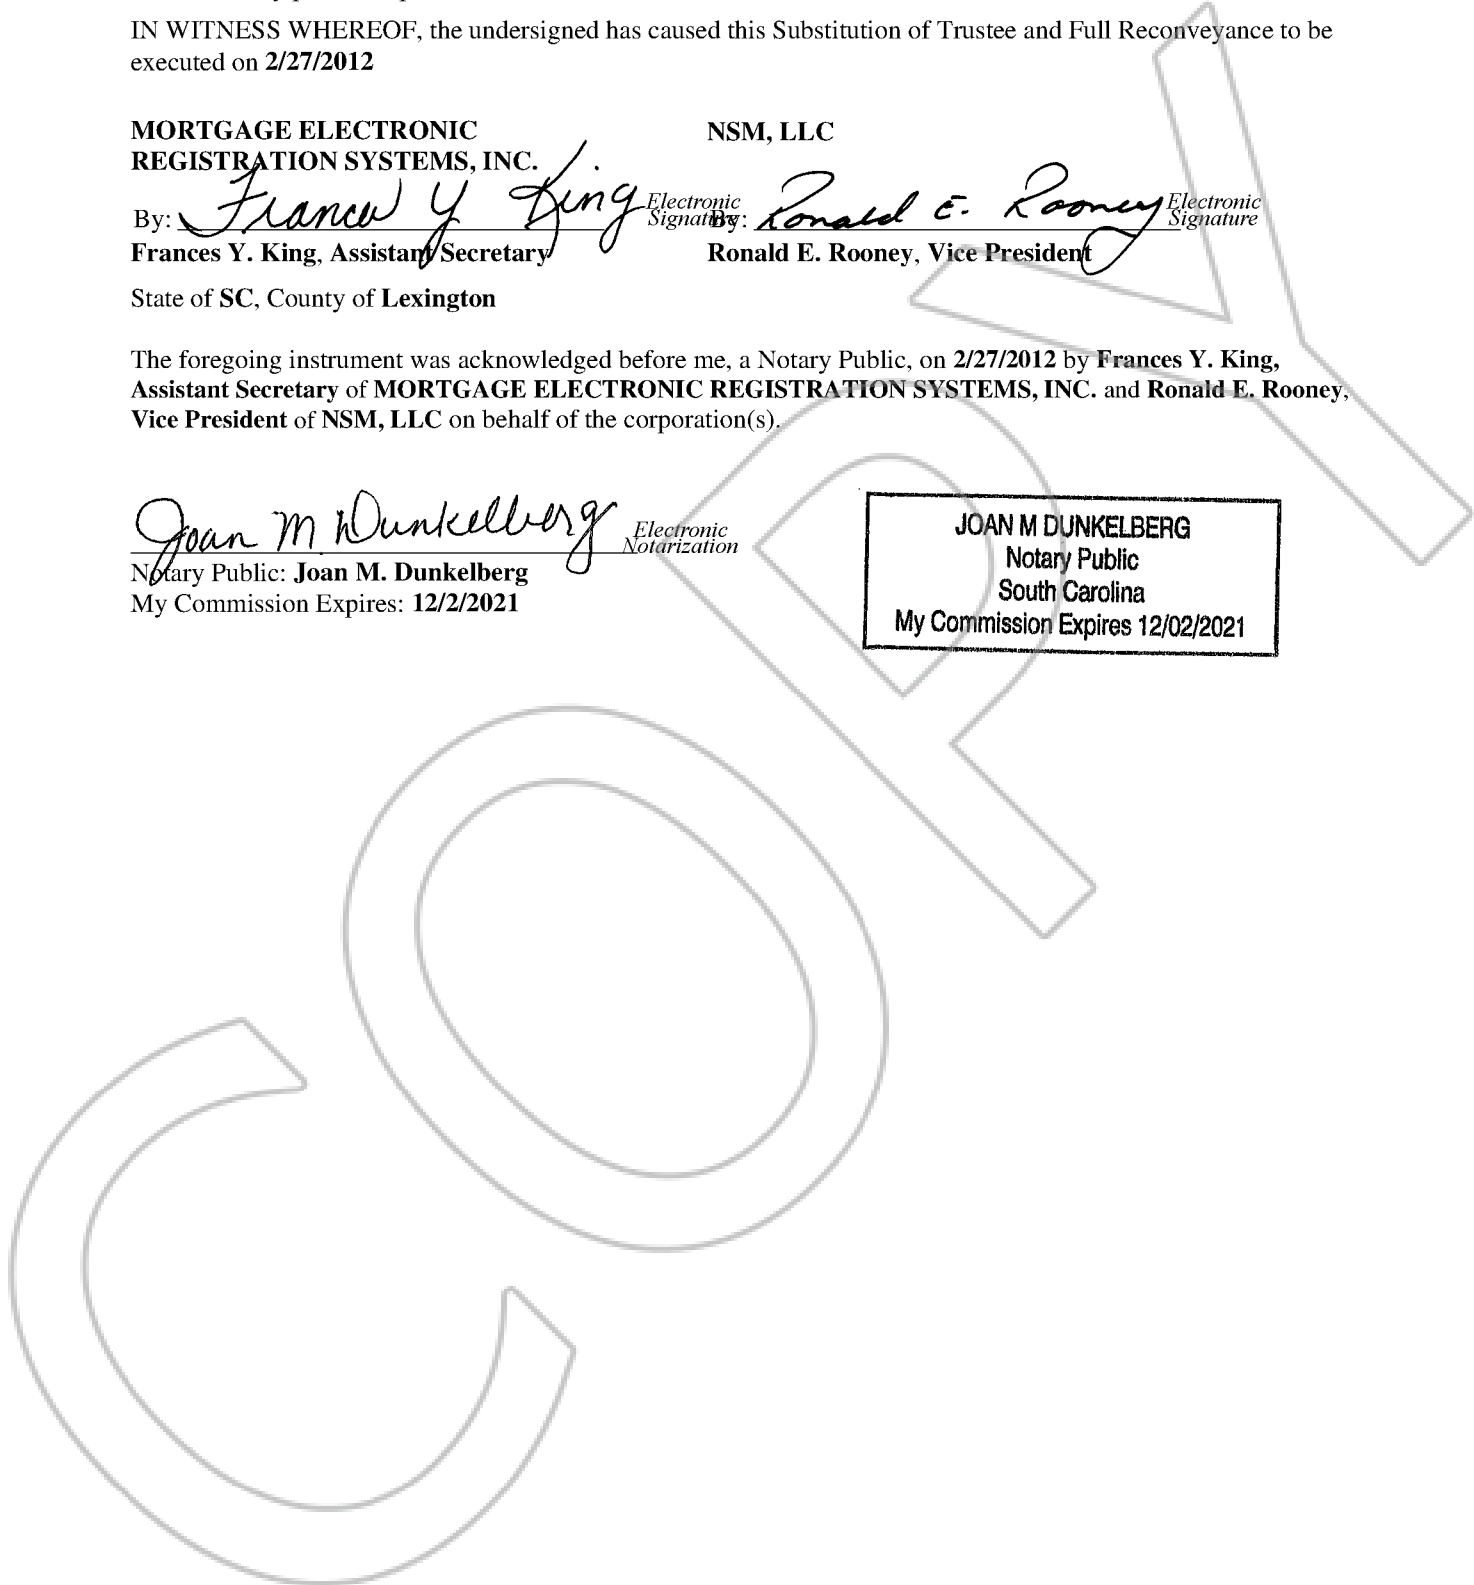 IN WITNESS WHEREOF, the undersigned has caused this Substitution of Trustee and Full Reconveyance to be
executed on 2/27/2012
MORTGAGE ELECTRONIC
REGISTRATION SYSTEMS, INC.
By: Frances Y King Electronic
Signature
Frances Y. King, Assistant Secretary
NSM, LLC
By: Ronald E. Rooney Electronic
Signature
Ronald E. Rooney, Vice President
State of SC, County of Lexington
The foregoing instrument was acknowledged before me, a Notary Public, on 2/27/2012 by Frances Y. King,
Assistant Secretary of MORTGAGE ELECTRONIC REGISTRATION SYSTEMS, INC. and Ronald E. Rooney,
Vice President of NSM, LLC on behalf of the corporation(s).
Joan M Dunkelberg Electronic
Notarization
Notary Public: Joan M. Dunkelberg
My Commission Expires: 12/2/2021
JOAN M DUNKELBERG
Notary Public
South Carolina
My Commission Expires 12/02/2021
COPY